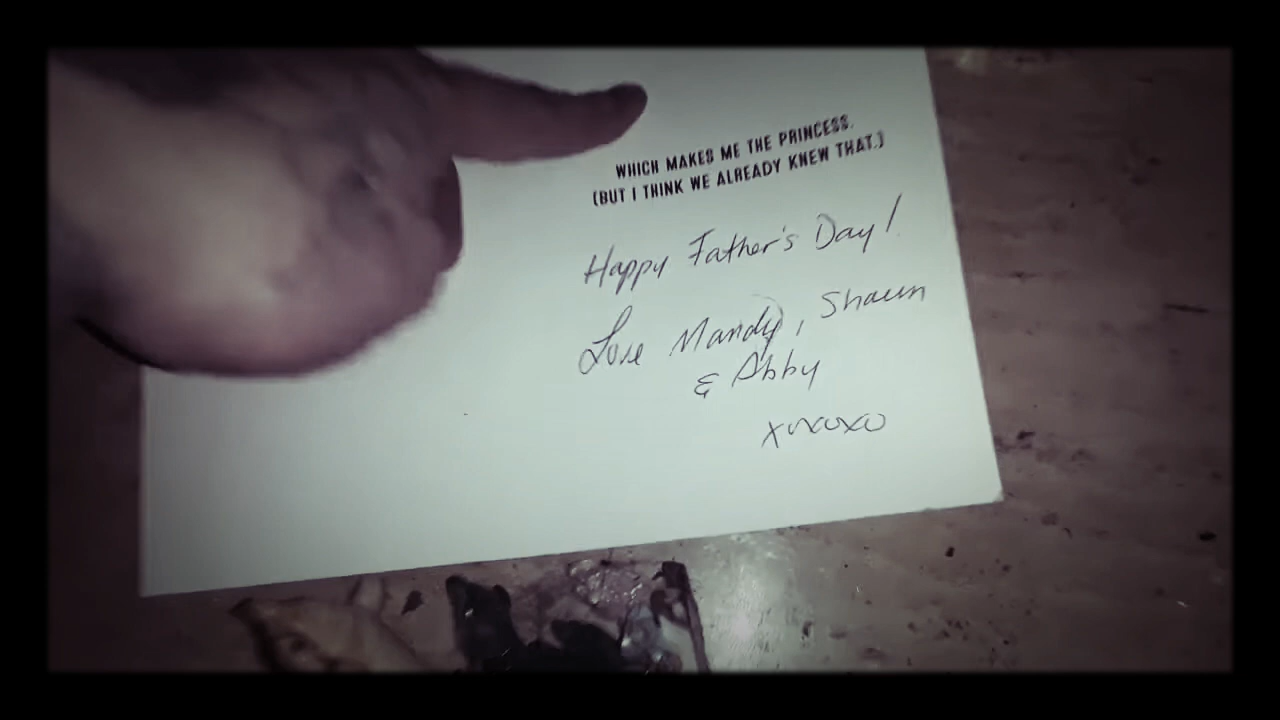 WHICH MAKES ME THE PRINCESS.
(BUT I THINK WE ALREADY KNEW THAT.)
Happy Father's Day!
Love Mandy, Shaun
& Abby
xoxoxo